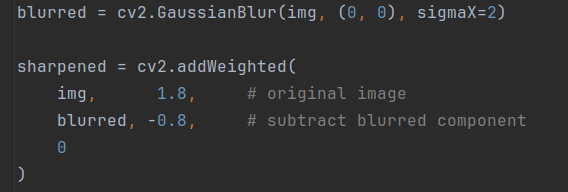 blurred = cv2.GaussianBlur(img, (0, 0), sigmaX=2)
sharpened = cv2.addWeighted(
    img,      1.8,     # original image
    blurred, -0.8,     # subtract blurred component
    0
)